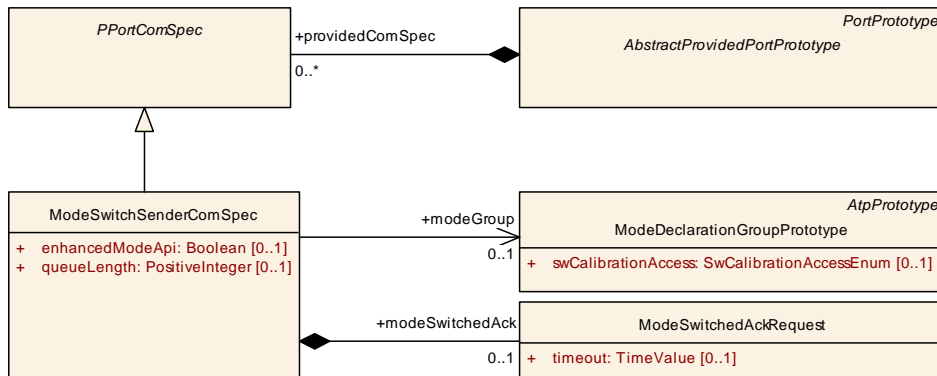 PPortComSpec
+providedComSpec
0..*
PortPrototype
AbstractProvidedPortPrototype
ModeSwitchSenderComSpec
+ enhancedModeApi: Boolean [0..1]
+ queueLength: PositiveInteger [0..1]
+modeGroup
0..1
AtpPrototype
ModeDeclarationGroupPrototype
+ swCalibrationAccess: SwCalibrationAccessEnum [0..1]
+modeSwitchedAck
0..1
ModeSwitchedAckRequest
+ timeout: TimeValue [0..1]